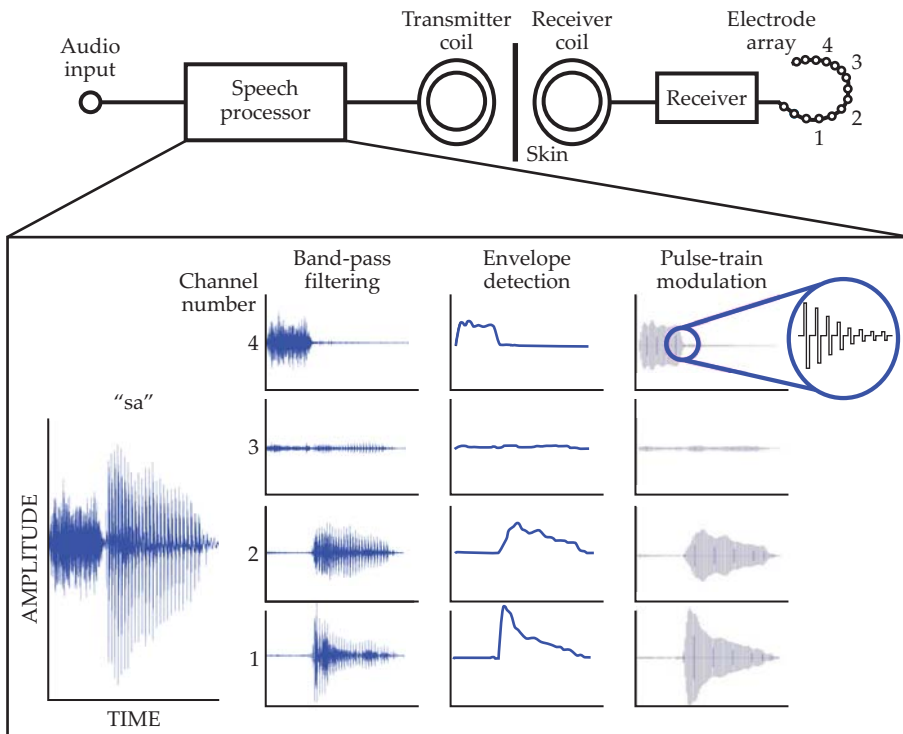 Audio
input
Speech
processor
Transmitter
coil
Receiver
coil
Skin
Receiver
Electrode
array
4
3
2
1
Channel
number
Band-pass
filtering
Envelope
detection
Pulse-train
modulation
4
3
2
1
"sa"
AMPLITUDE
TIME